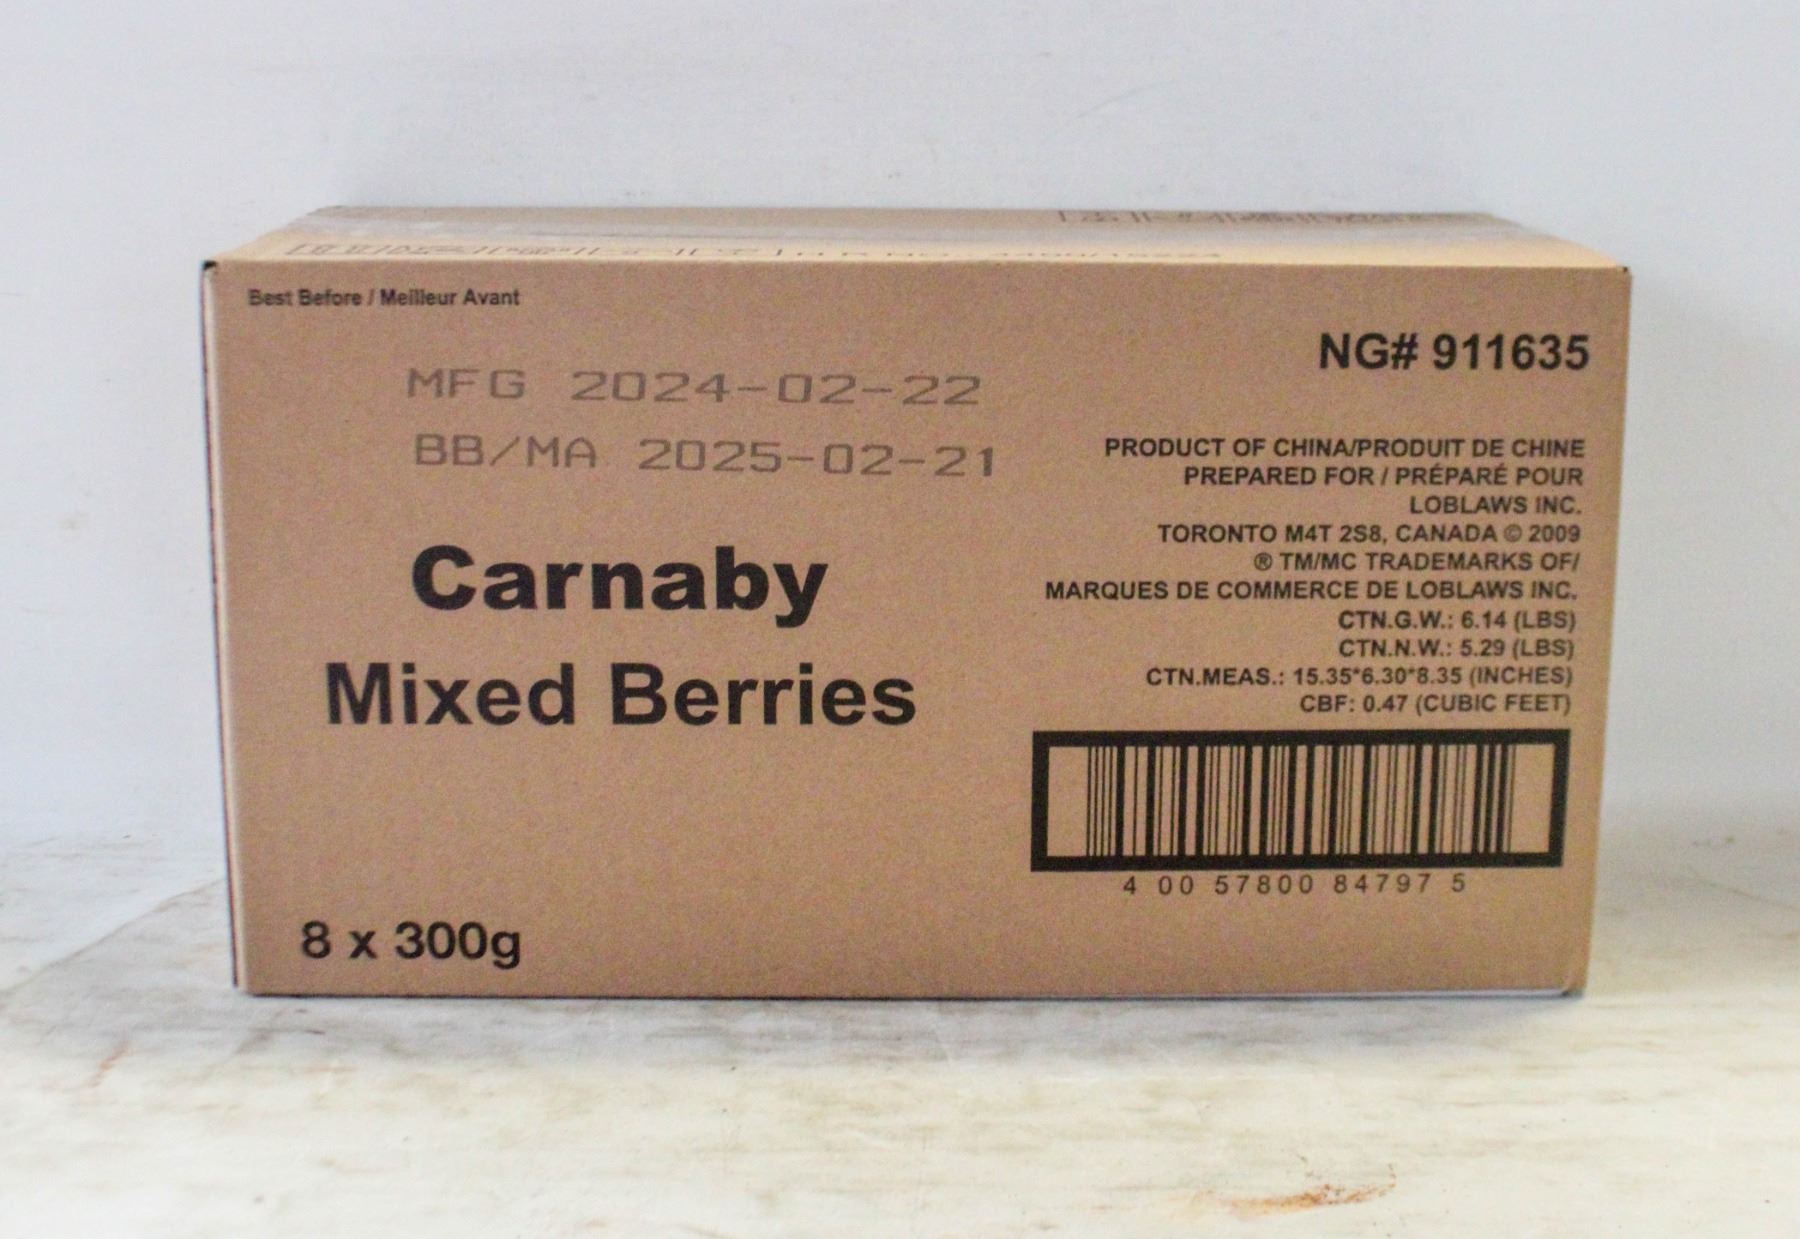 Best Before / Meilleur Avant
MFG 2024-02-22
BB/MA 2025-02-21
Carnaby
Mixed Berries
8 x 300g
NG# 911635
PRODUCT OF CHINA/PRODUIT DE CHINE
PREPARED FOR / PRÉPARÉ POUR
LOBLAWS INC.
TORONTO M4T 2S8, CANADA © 2009
® TM/MC TRADEMARKS OF/
MARQUES DE COMMERCE DE LOBLAWS INC.
CTN.G.W.: 6.14 (LBS)
CTN.N.W.: 5.29 (LBS)
CTN.MEAS.: 15.35*6.30*8.35 (INCHES)
CBF: 0.47 (CUBIC FEET)
4 00 57800 84797 5